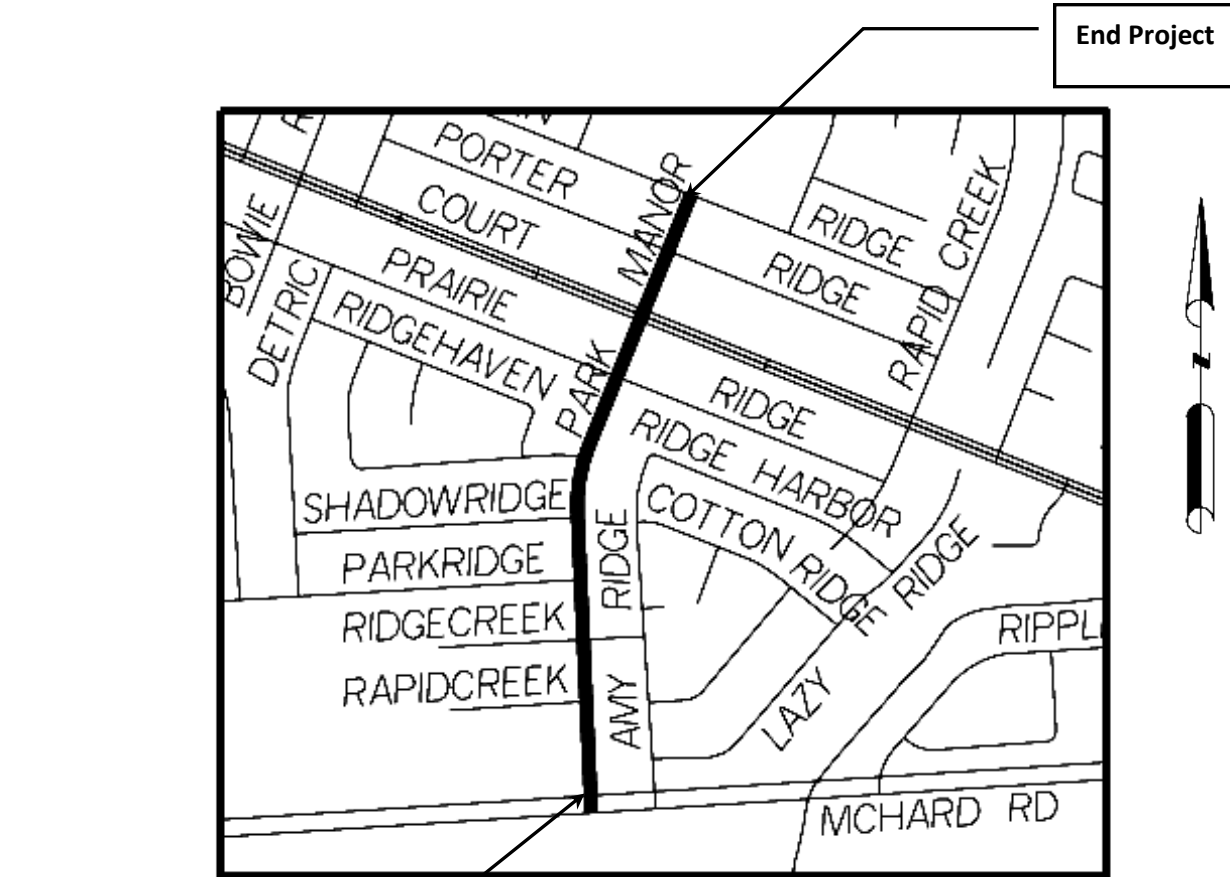 End Project
PORTER
COURT
PRAIRIE
RIDGEHAVEN
BOWIE
DETRIC
PARK MANOR
RIDGE
RIDGE
RAPID CREEK
RIDGE
RIDGE HARBOR
COTTON RIDGE
SHADOWRIDGE
PARKRIDGE
RIDGECREEK
RAPIDCREEK
AMY RIDGE
LAZY RIDGE
RIPPL
MCHARD RD
N